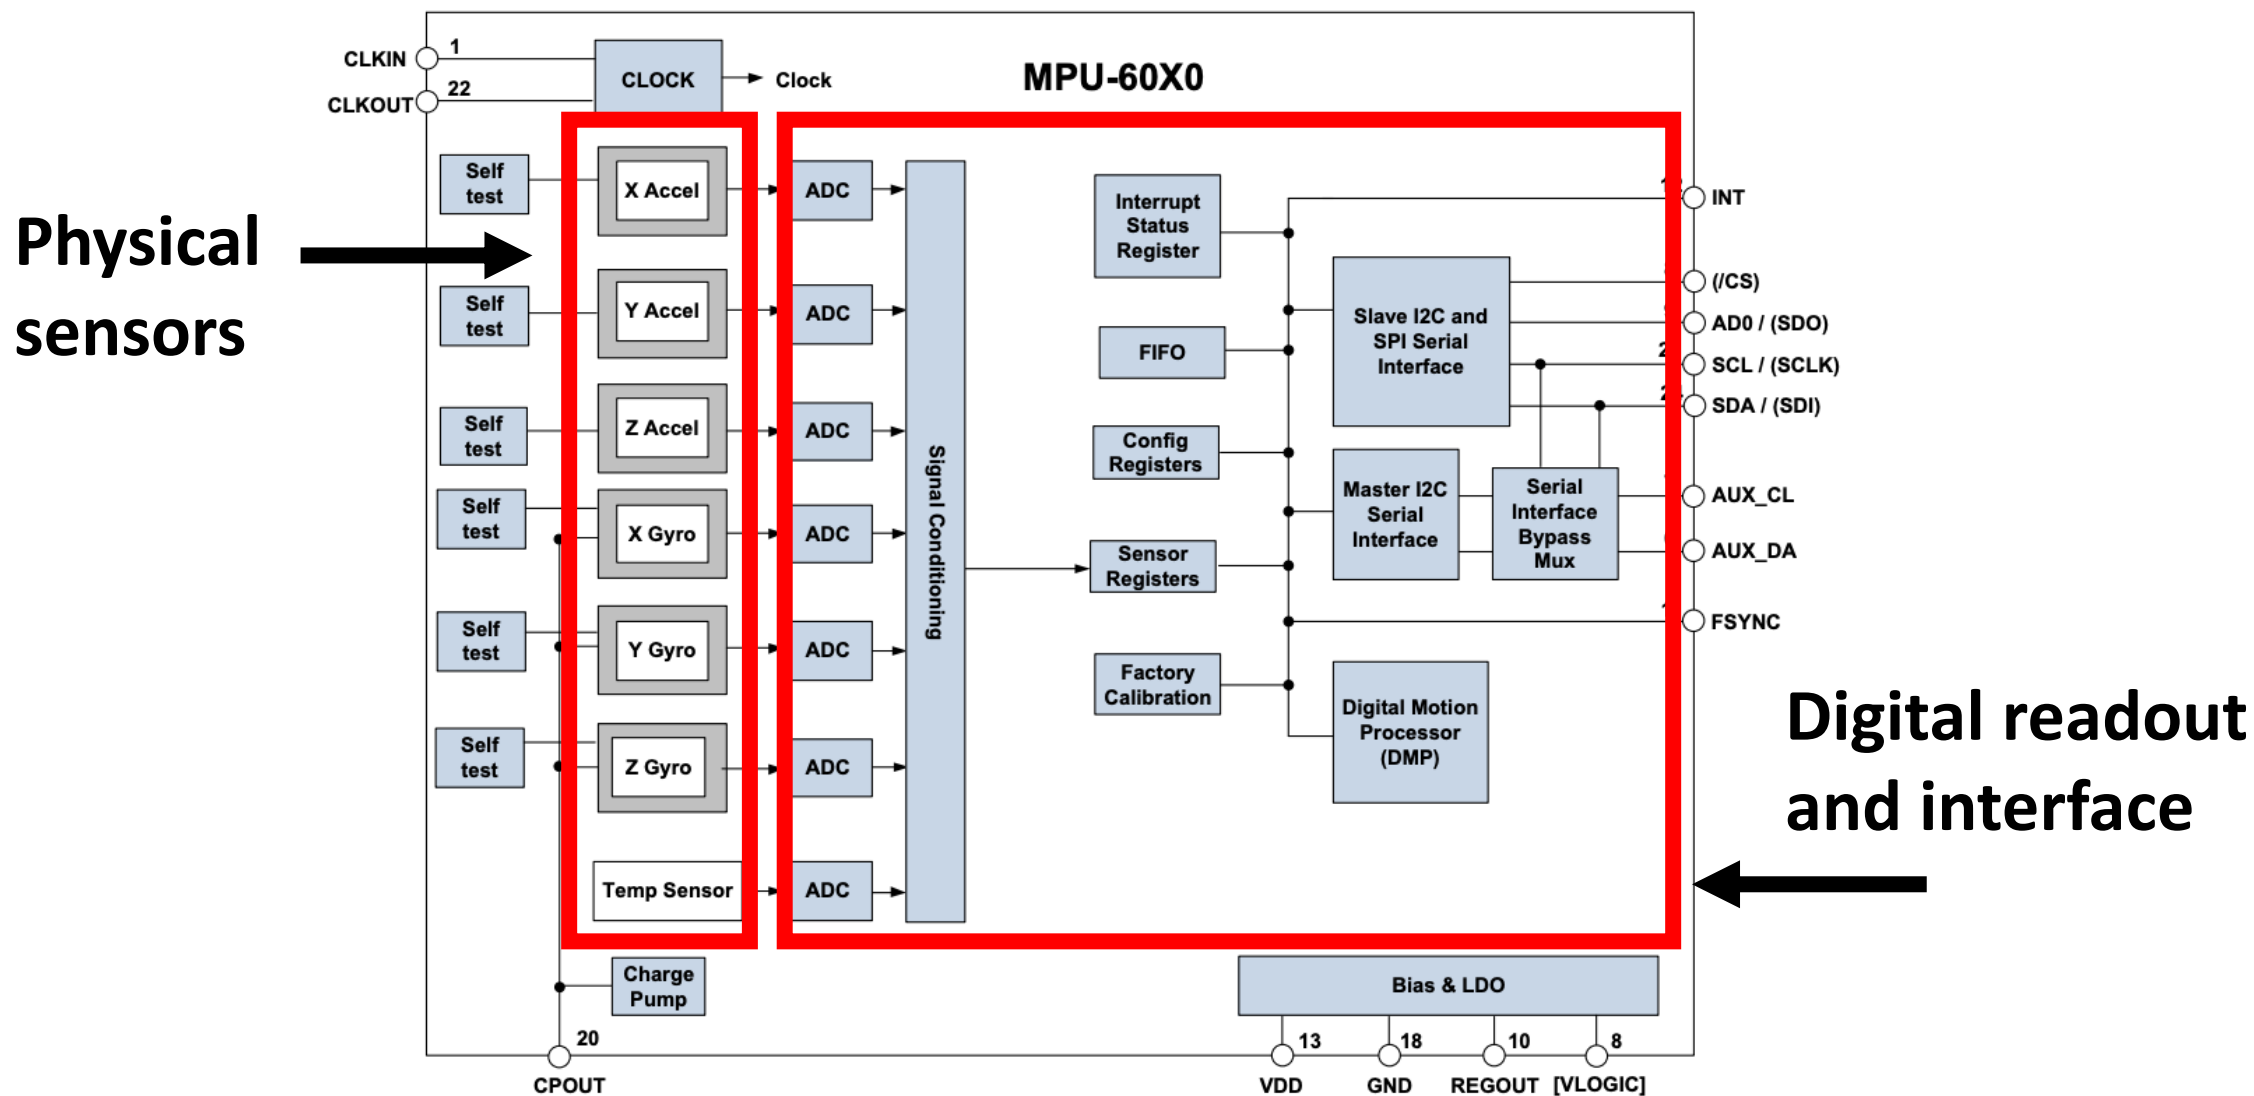 MPU-60X0
CLKIN
1
CLKOUT
22
CLOCK
Clock
Physical
sensors
Self
test
X Accel
ADC
Self
test
Y Accel
ADC
Self
test
Z Accel
ADC
Self
test
X Gyro
ADC
Self
test
Y Gyro
ADC
Self
test
Z Gyro
ADC
Temp Sensor
ADC
Signal Conditioning
Interrupt
Status
Register
FIFO
Config
Registers
Sensor
Registers
Factory
Calibration
Slave I2C and
SPI Serial
Interface
Master I2C
Serial
Interface
Serial
Interface
Bypass
Mux
Digital Motion
Processor
(DMP)
INT
(/CS)
AD0 / (SDO)
SCL / (SCLK)
SDA / (SDI)
AUX_CL
AUX_DA
FSYNC
Digital readout
and interface
Charge
Pump
20
CPOUT
Bias & LDO
13
18
10
8
VDD
GND
REGOUT
[VLOGIC]